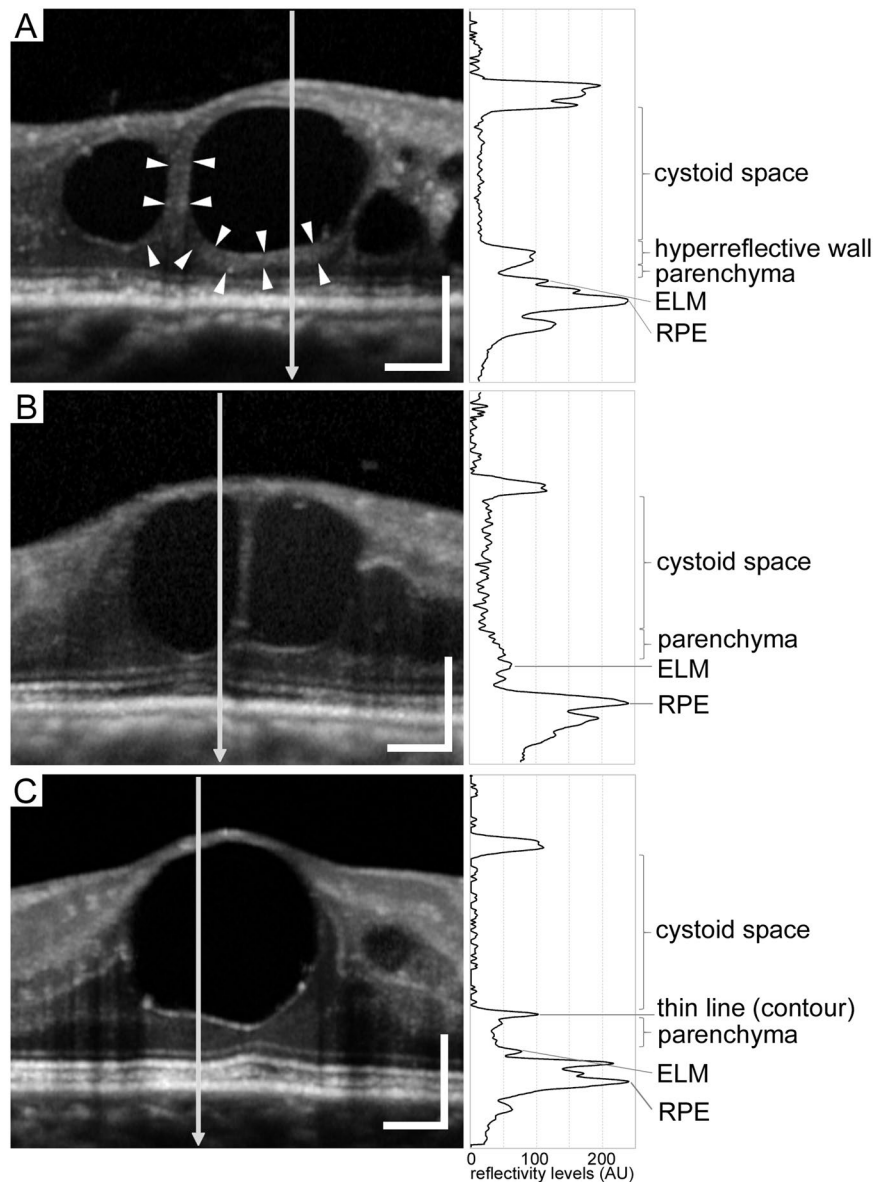 A
cystoid space
hyperreflective wall
parenchyma
ELM
RPE
B
cystoid space
parenchyma
ELM
RPE
C
cystoid space
thin line (contour)
parenchyma
ELM
RPE
0 100 200
reflectivity levels (AU)